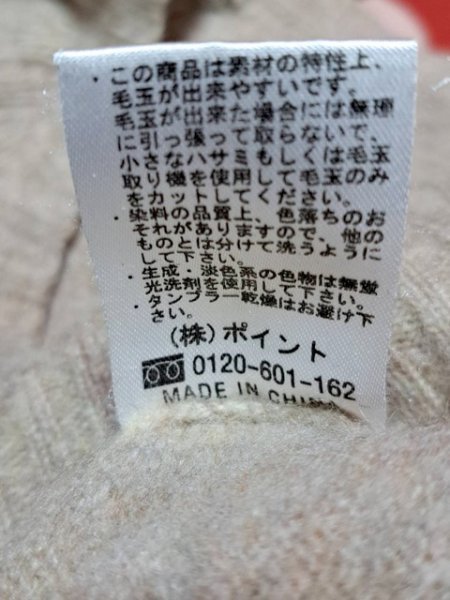 ・この商品は素材の特性上、
毛玉が出来やすいです。
毛玉が出来た場合には無理
に引っ張って取らないで、
小さなハサミもしくは毛玉
取り機を使用して毛玉のみ
をカットしてください。
・染料の品質上、色落ちのお
それがありますので、他の
ものとは分けて洗うように
して下さい。
・生成・淡色系の色物は無蛍
光洗剤を使用して下さい。
・タンブラー乾燥はお避け下
さい。
(株)ポイント
0120-601-162
MADE IN CHINA